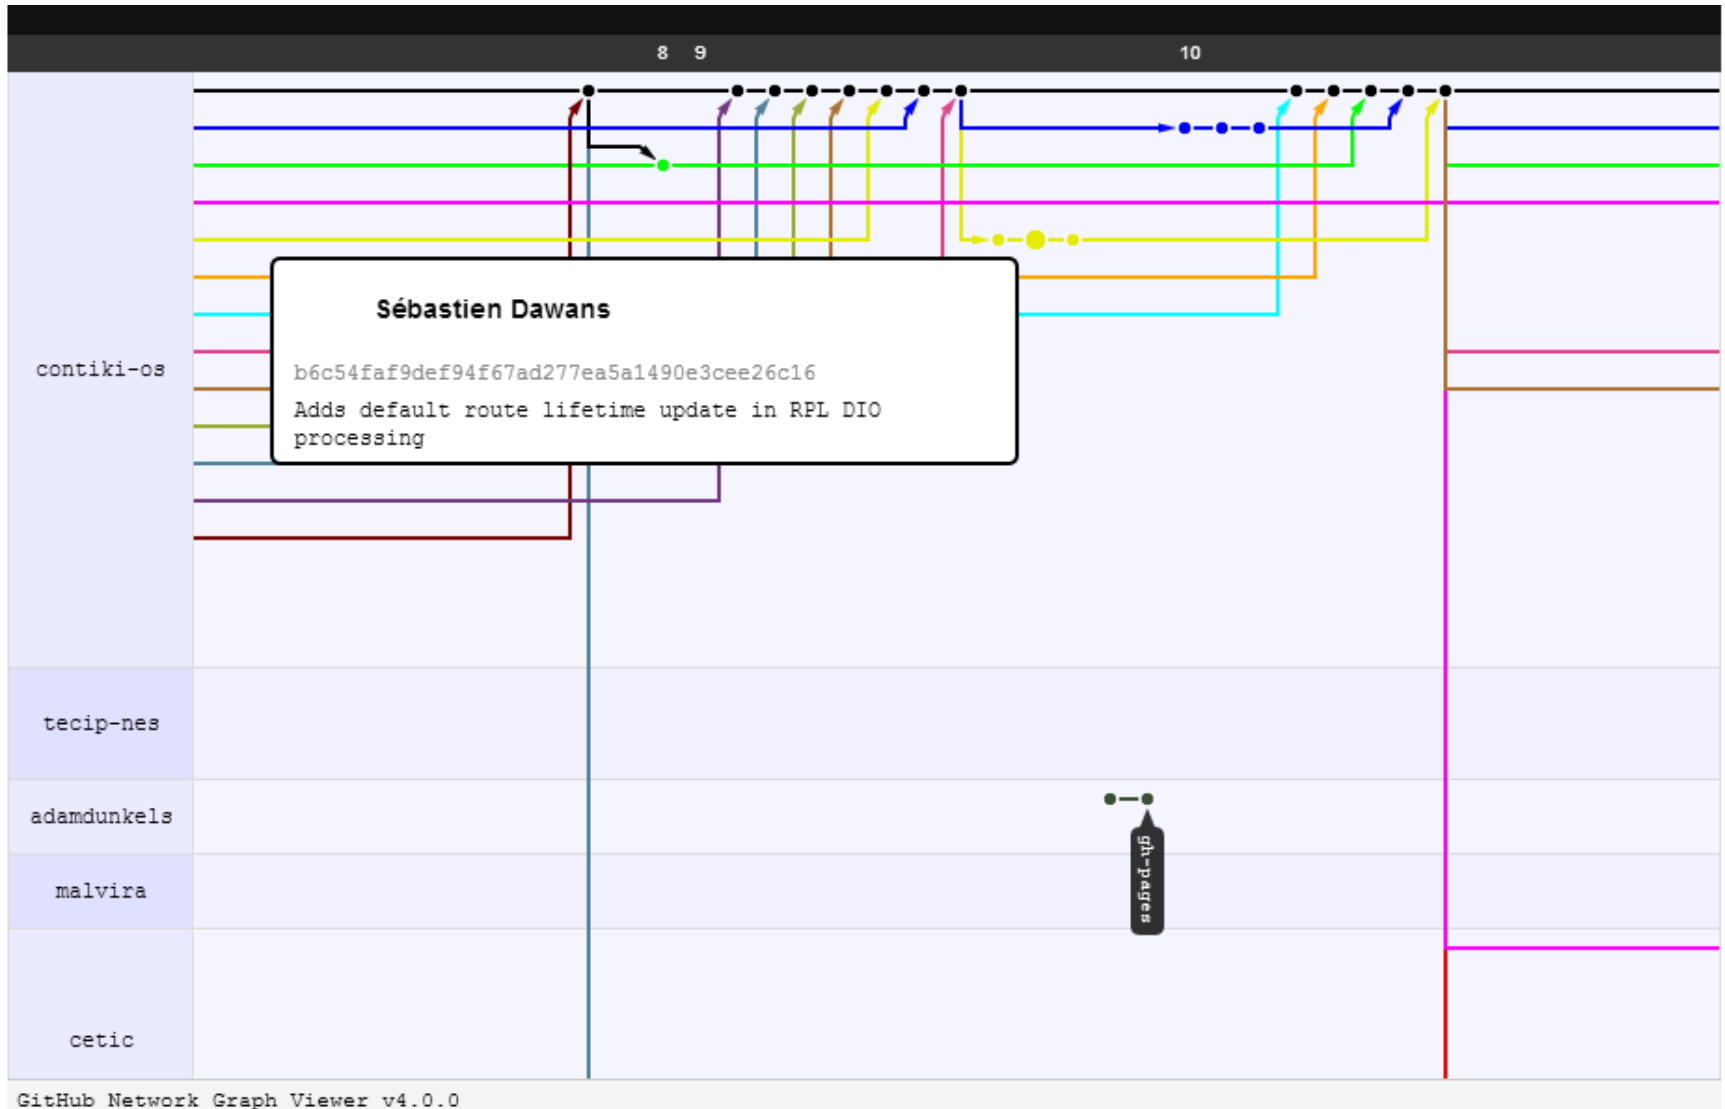 8 9 10
Sébastien Dawans
b6c54faf9def94f67ad277ea5a1490e3cee26c16
Adds default route lifetime update in RPL DIO
processing
contiki-os
tecip-nes
adamdunkels
gh-pages
malvira
cetic
GitHub Network Graph Viewer v4.0.0